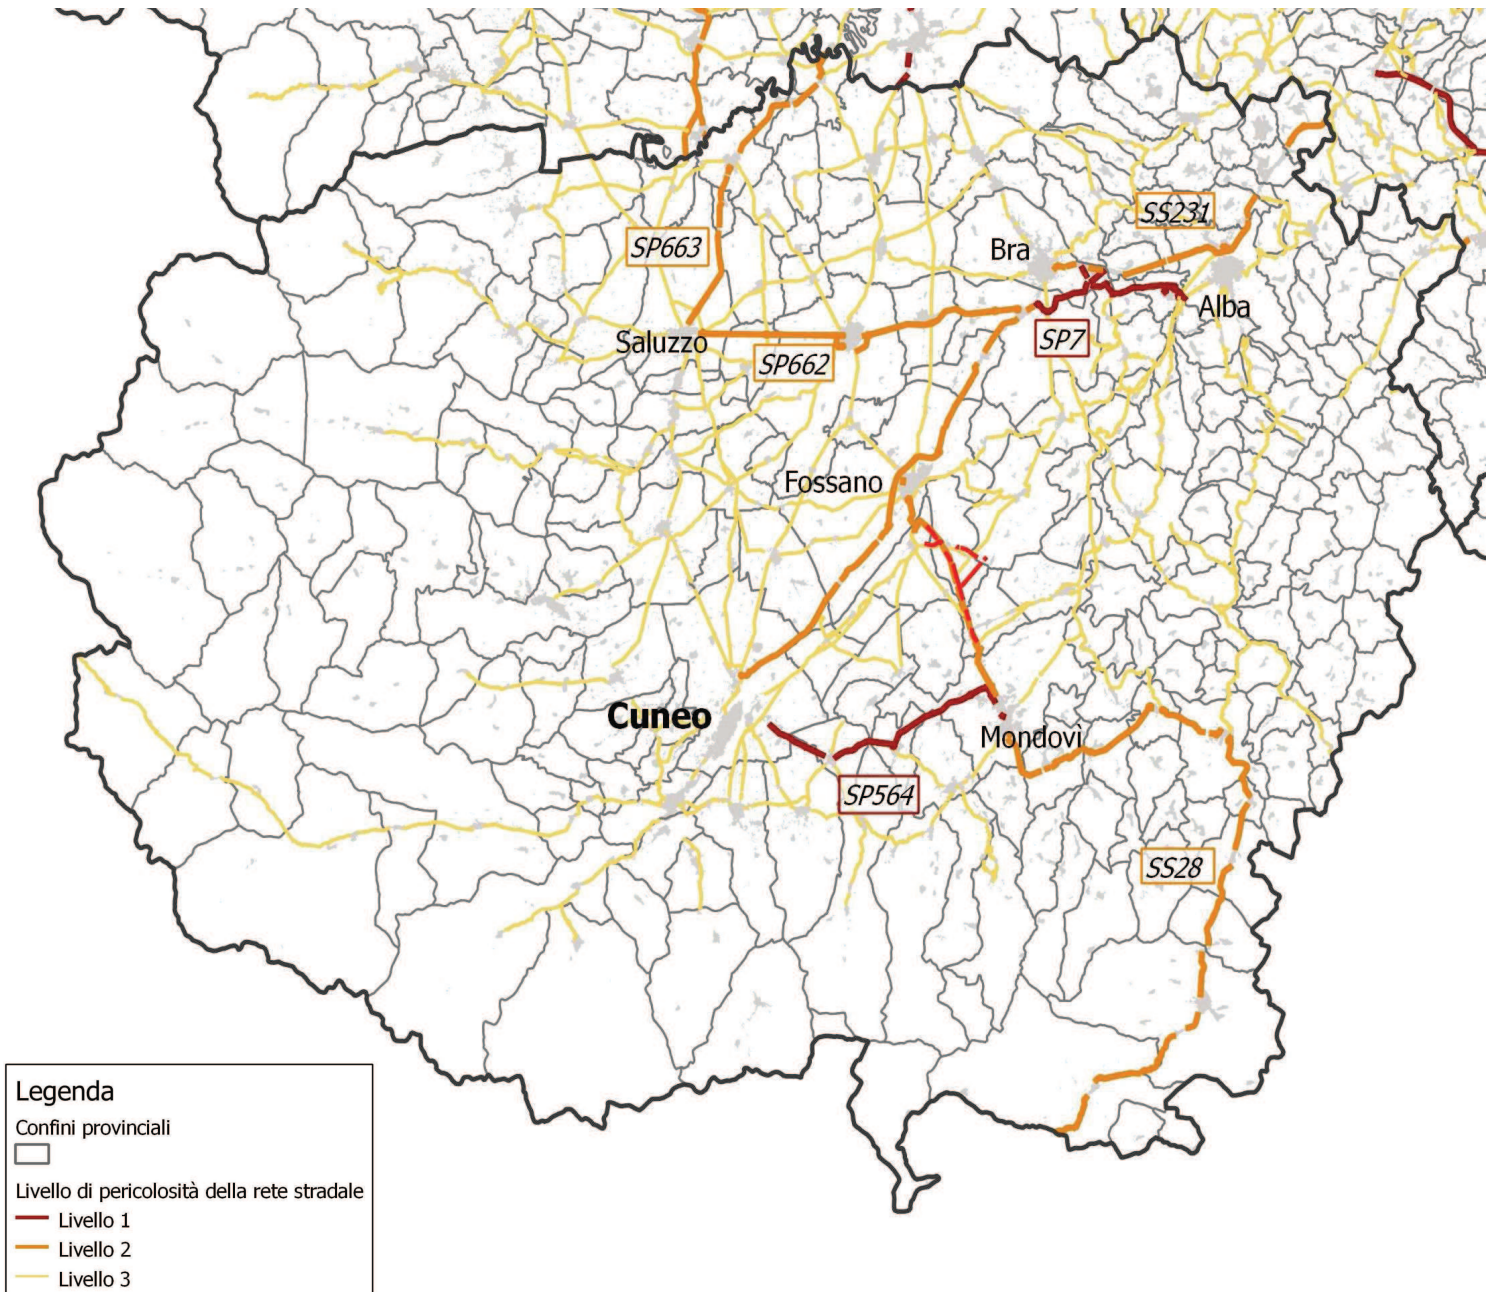 SS231
SP663
Bra
Alba
Saluzzo
SP7
SP662
Fossano
Cuneo
Mondovì
SP564
SS28
Legenda
Confini provinciali
Livello di pericolosità della rete stradale
Livello 1
Livello 2
Livello 3